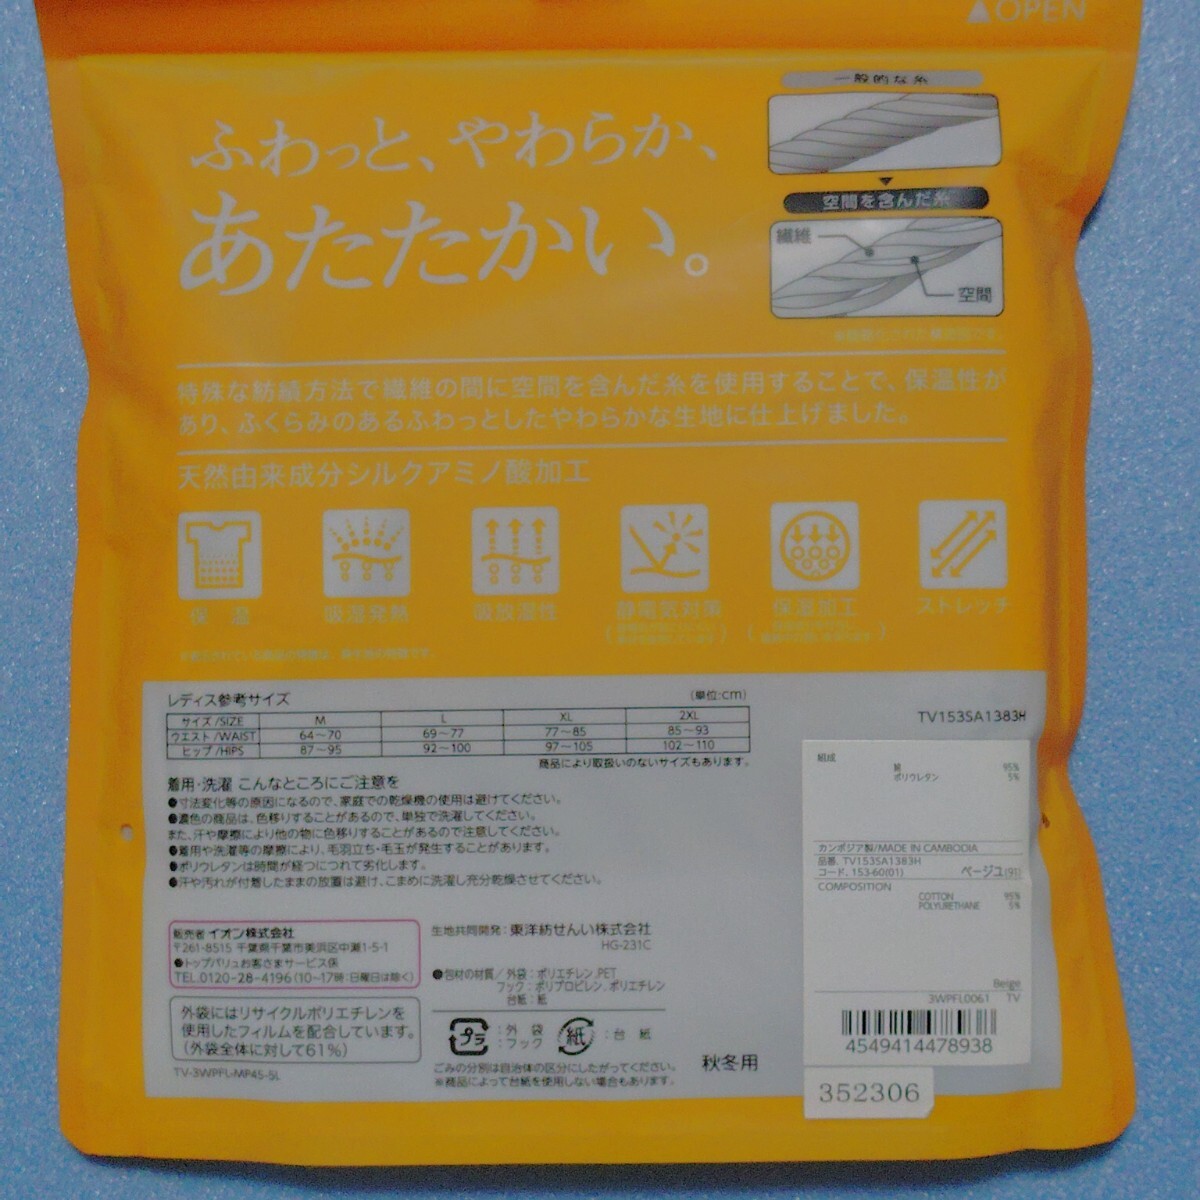 ▲OPEN
ふわっと、やわらか、
あたたかい。
一般的な糸
空間を含んだ糸
繊維
空間
特殊な紡績方法で繊維の間に空間を含んだ糸を使用することで、保温性が
あり、ふくらみのあるふわっとしたやわらかな生地に仕上げました。
天然由来成分シルクアミノ酸加工
保温
吸湿発熱
吸放湿性
静電気対策
保湿加工
ストレッチ
レディス参考サイズ
(単位:cm)
サイズ/SIZE M L XL 2XL
ウエスト/WAIST 64～70 69～77 77～85 85～93
ヒップ/HIPS 87～95 92～100 97～105 102～110
商品により取扱いのないサイズもあります。
着用・洗濯 こんなところにご注意を
●寸法変化等の原因になるので、家庭での乾燥機の使用は避けてください。
●濃色の商品は、色移りすることがあるので、単独で洗濯してください。
また、汗や摩擦により他の物に色移りすることがあるので注意してください。
●着用や洗濯等の摩擦により、毛羽立ち・毛玉が発生することがあります。
●ポリウレタンは時間が経つにつれて劣化します。
●汗や汚れが付着したままの放置は避け、こまめに洗濯し充分乾燥させてください。
販売者 イオン株式会社
〒261-8515 千葉県千葉市美浜区中瀬1-5-1
●トップバリュお客さまサービス係
TEL.0120-28-4196(10~17時:日曜日は除く)
外袋にはリサイクルポリエチレンを
使用したフィルムを配合しています。
(外袋全体に対して61%)
TV-3WPFL-MP45-5L
生地共同開発：東洋紡せんい株式会社
HG-231C
●包材の材質/外袋：ポリエチレン,PET
フック：ポリプロピレン,ポリエチレン
台紙：紙
プラ
:外袋
:フック
紙
:台紙
ごみの分別は自治体の区分にしたがってください。
※商品によって台紙を使用しない場合もあります。
秋冬用
TV153SA1383H
組成
綿 95%
ポリウレタン 5%
カンボジア製/MADE IN CAMBODIA
品番. TV153SA1383H
コード. 153-60(01) ベージュ(91)
COMPOSITION
COTTON 95%
POLYURETHANE 5%
Beige
3WPFL0061 TV
4549414478938
352306